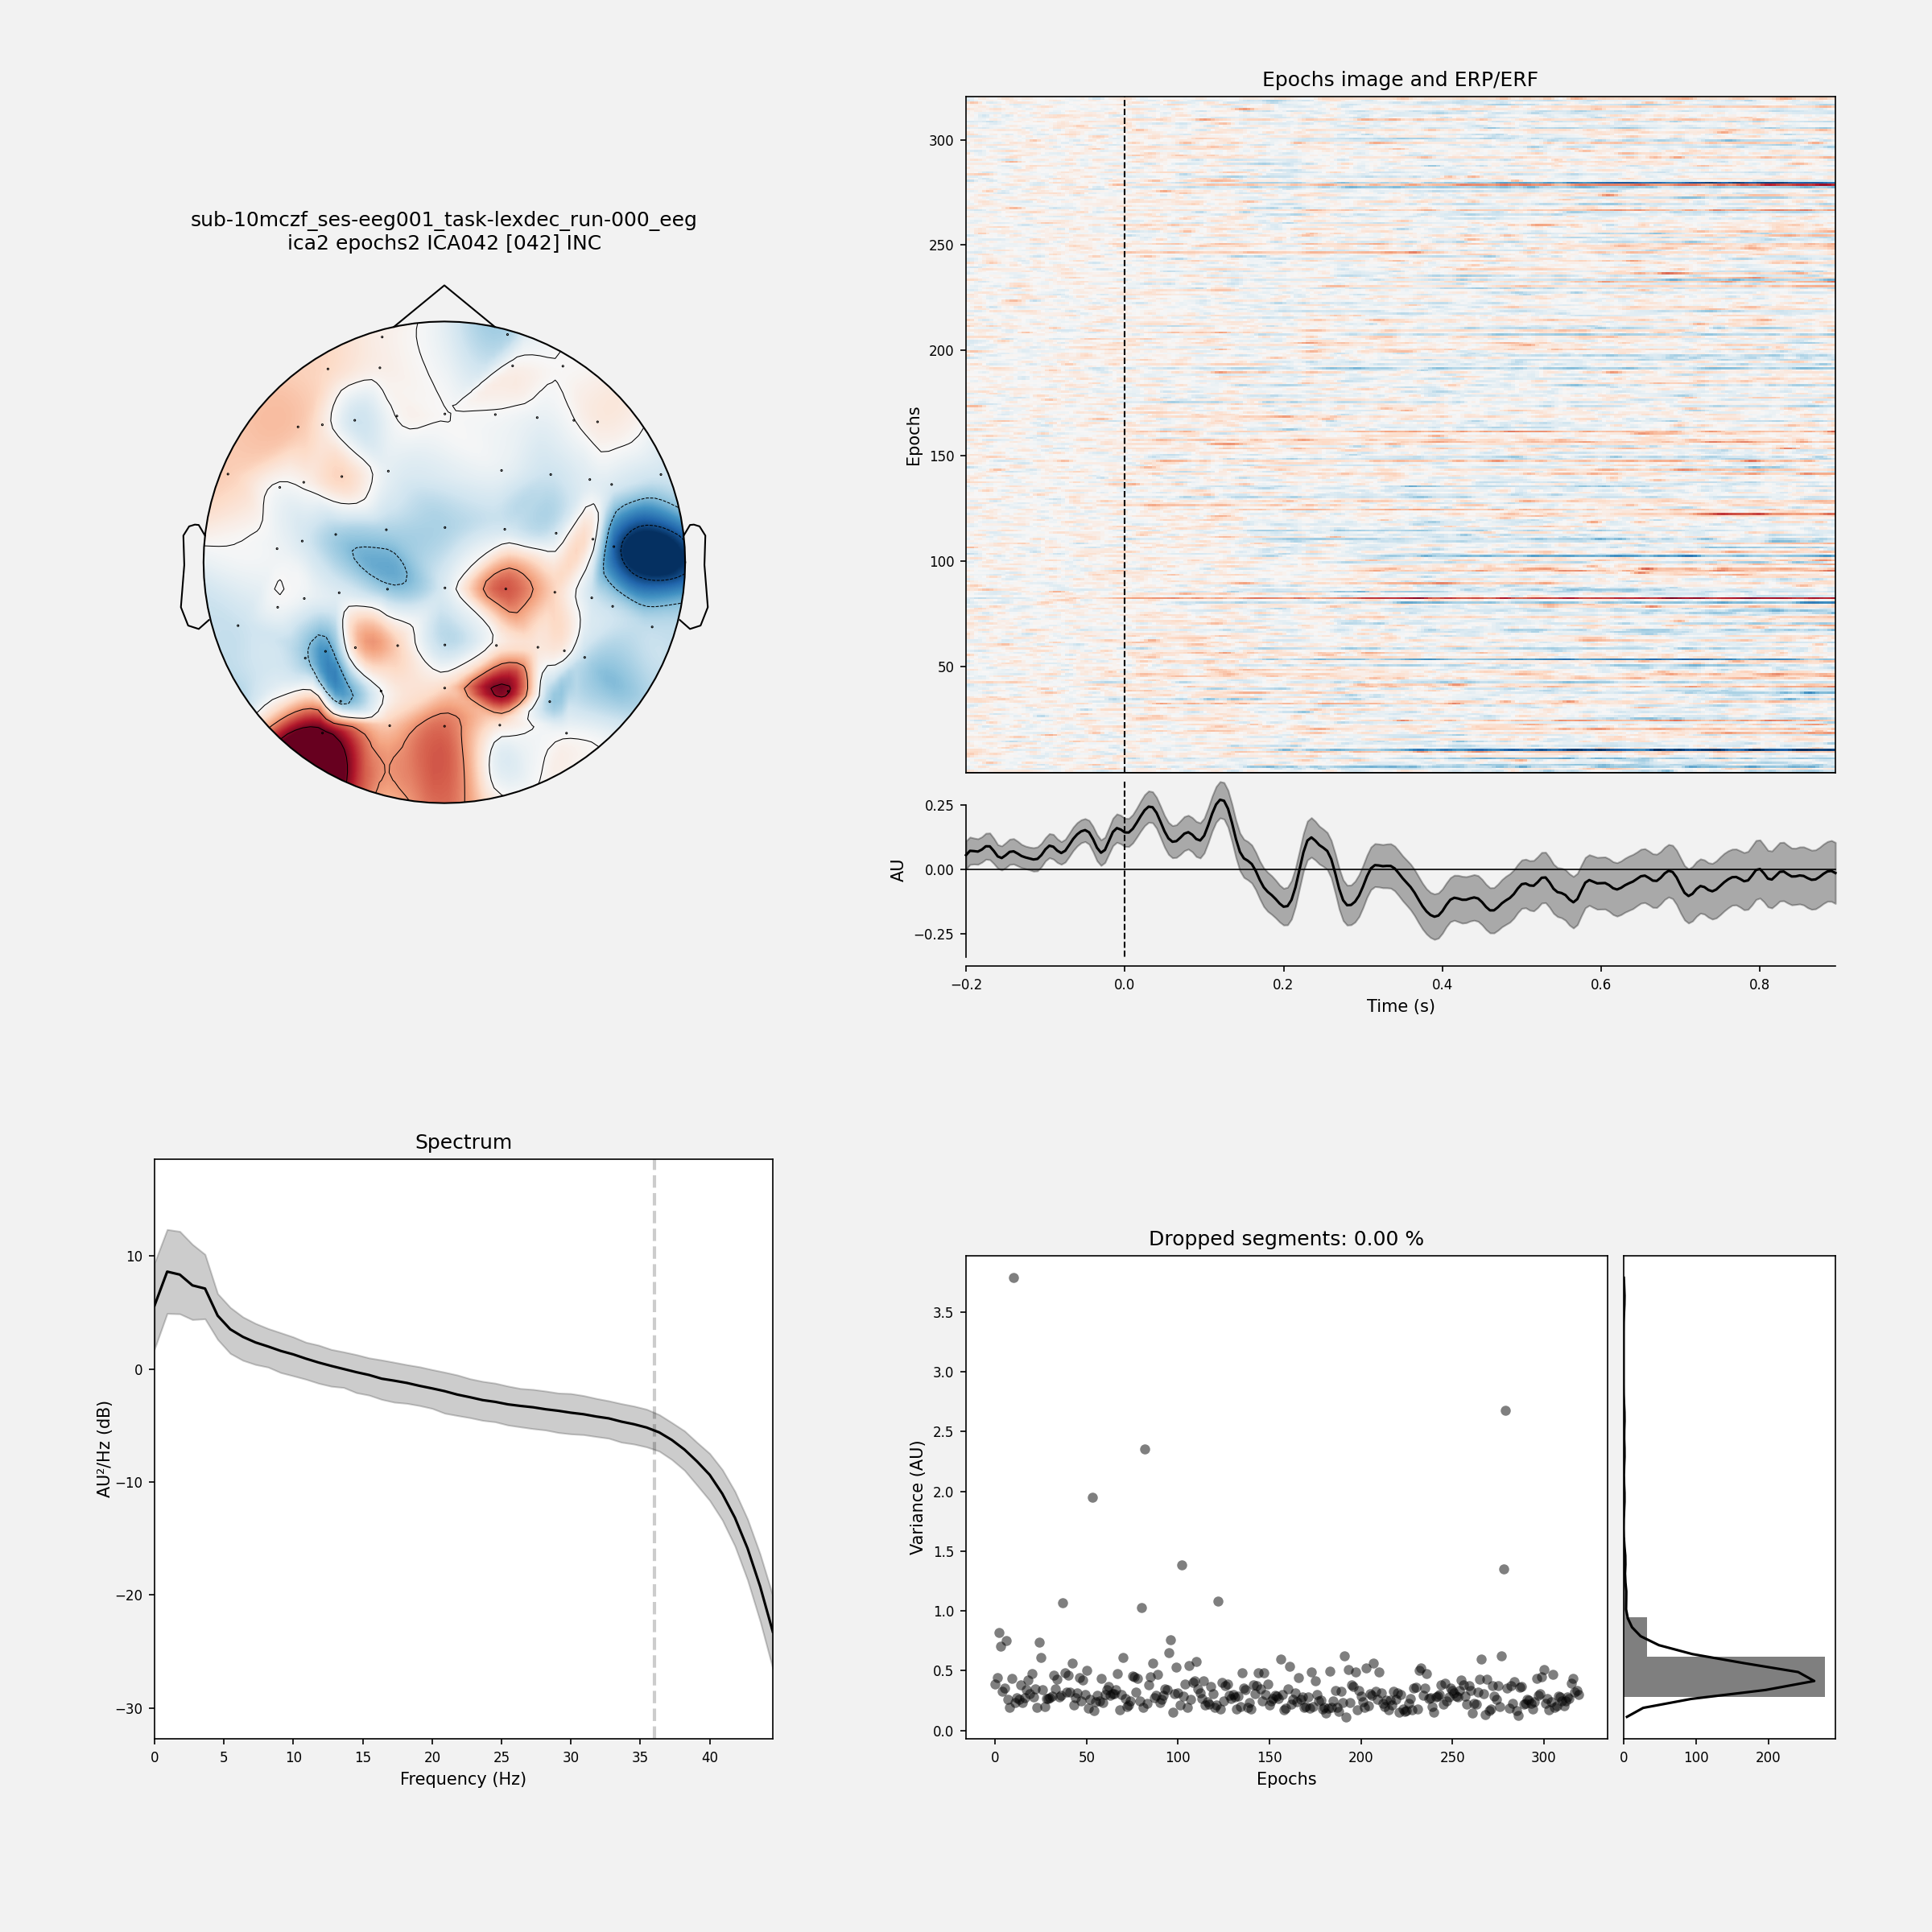 sub-10mczf_ses-eeg001_task-lexdec_run-000_eeg
ica2 epochs2 ICA042 [042] INC
Epochs image and ERP/ERF
300
250
200
150
100
50
Epochs
0.25
0.00
−0.25
AU
−0.2 0.0 0.2 0.4 0.6 0.8
Time (s)
Spectrum
10
0
−10
−20
−30
AU²/Hz (dB)
0 5 10 15 20 25 30 35 40
Frequency (Hz)
Dropped segments: 0.00 %
3.5
3.0
2.5
2.0
1.5
1.0
0.5
0.0
Variance (AU)
0 50 100 150 200 250 300
Epochs
0 100 200